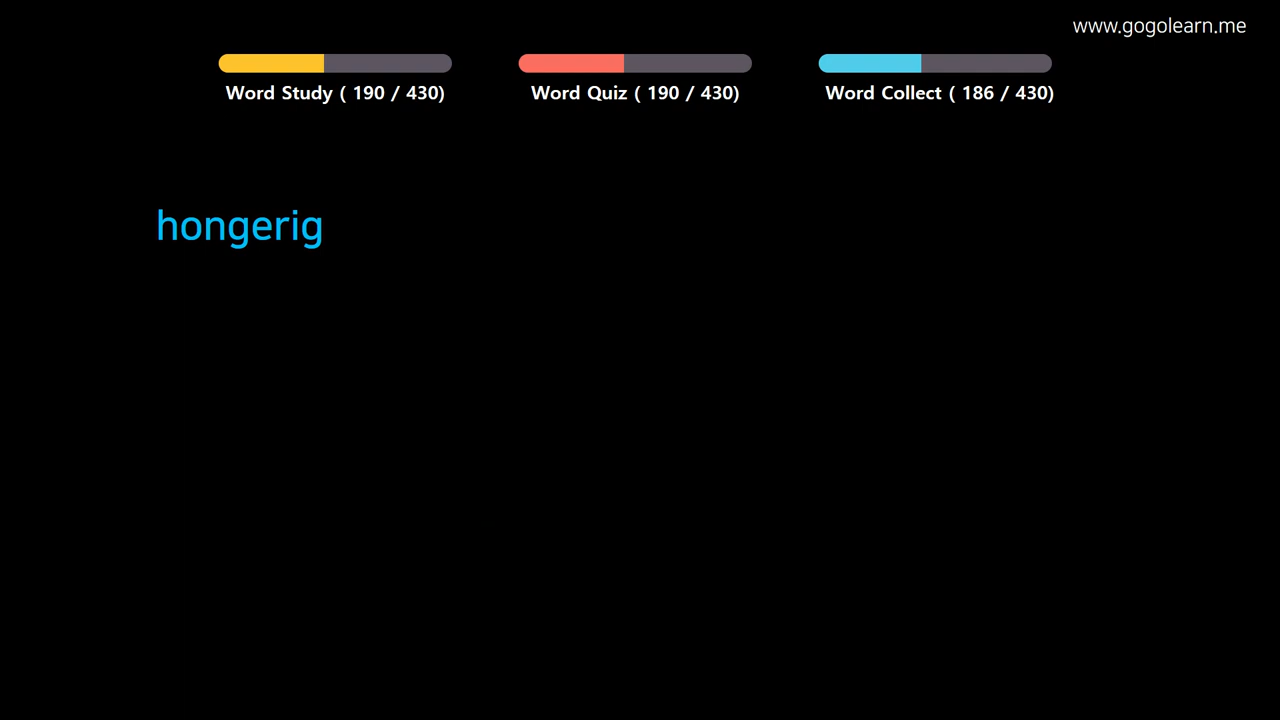 www.gogolearn.me
Word Study ( 190 / 430)
Word Quiz ( 190 / 430)
Word Collect ( 186 / 430)
hongerig